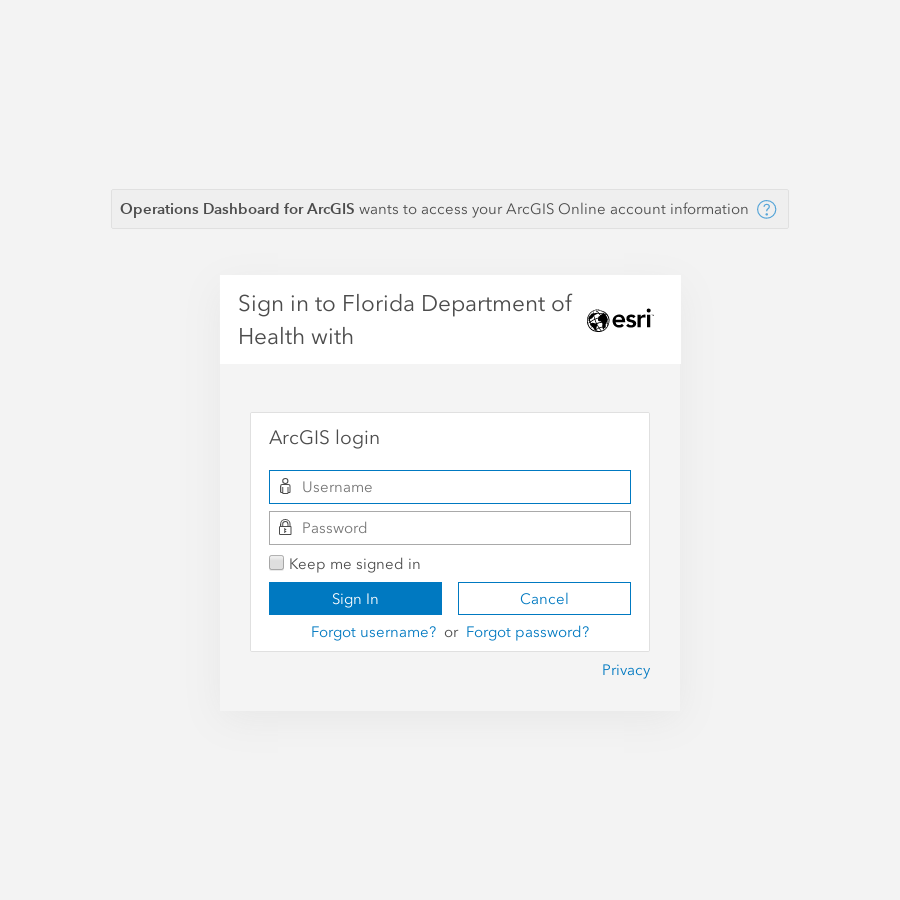 Operations Dashboard for ArcGIS wants to access your ArcGIS Online account information ?
Sign in to Florida Department of
Health with
esri
ArcGIS login
Username
Password
Keep me signed in
Sign In
Cancel
Forgot username? or Forgot password?
Privacy